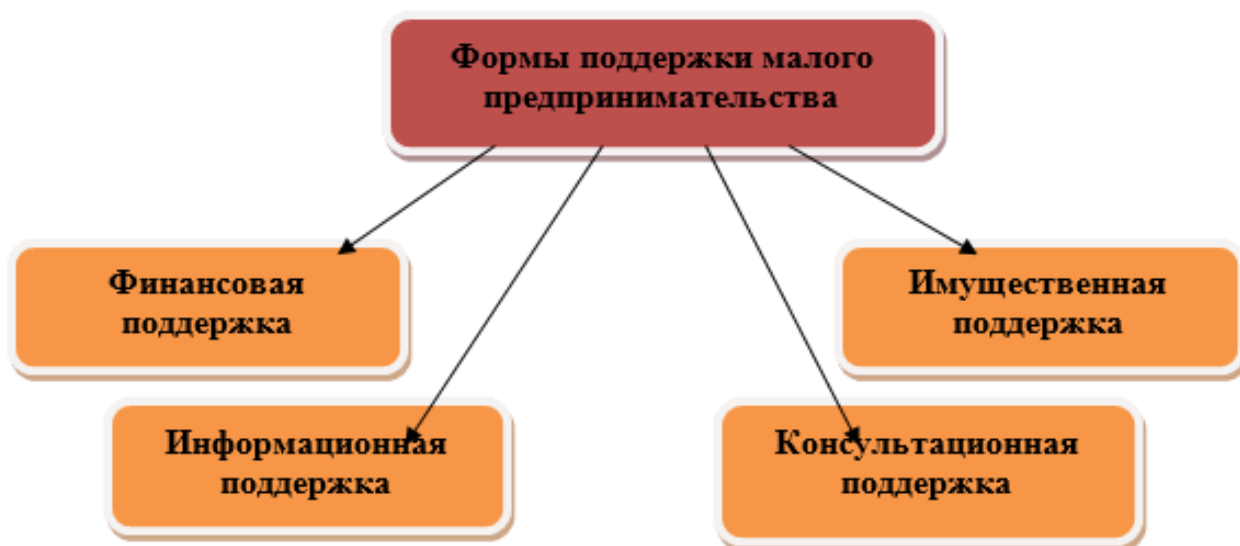 Формы поддержки малого
предпринимательства
Финансовая
поддержка
Имущественная
поддержка
Информационная
поддержка
Консультационная
поддержка